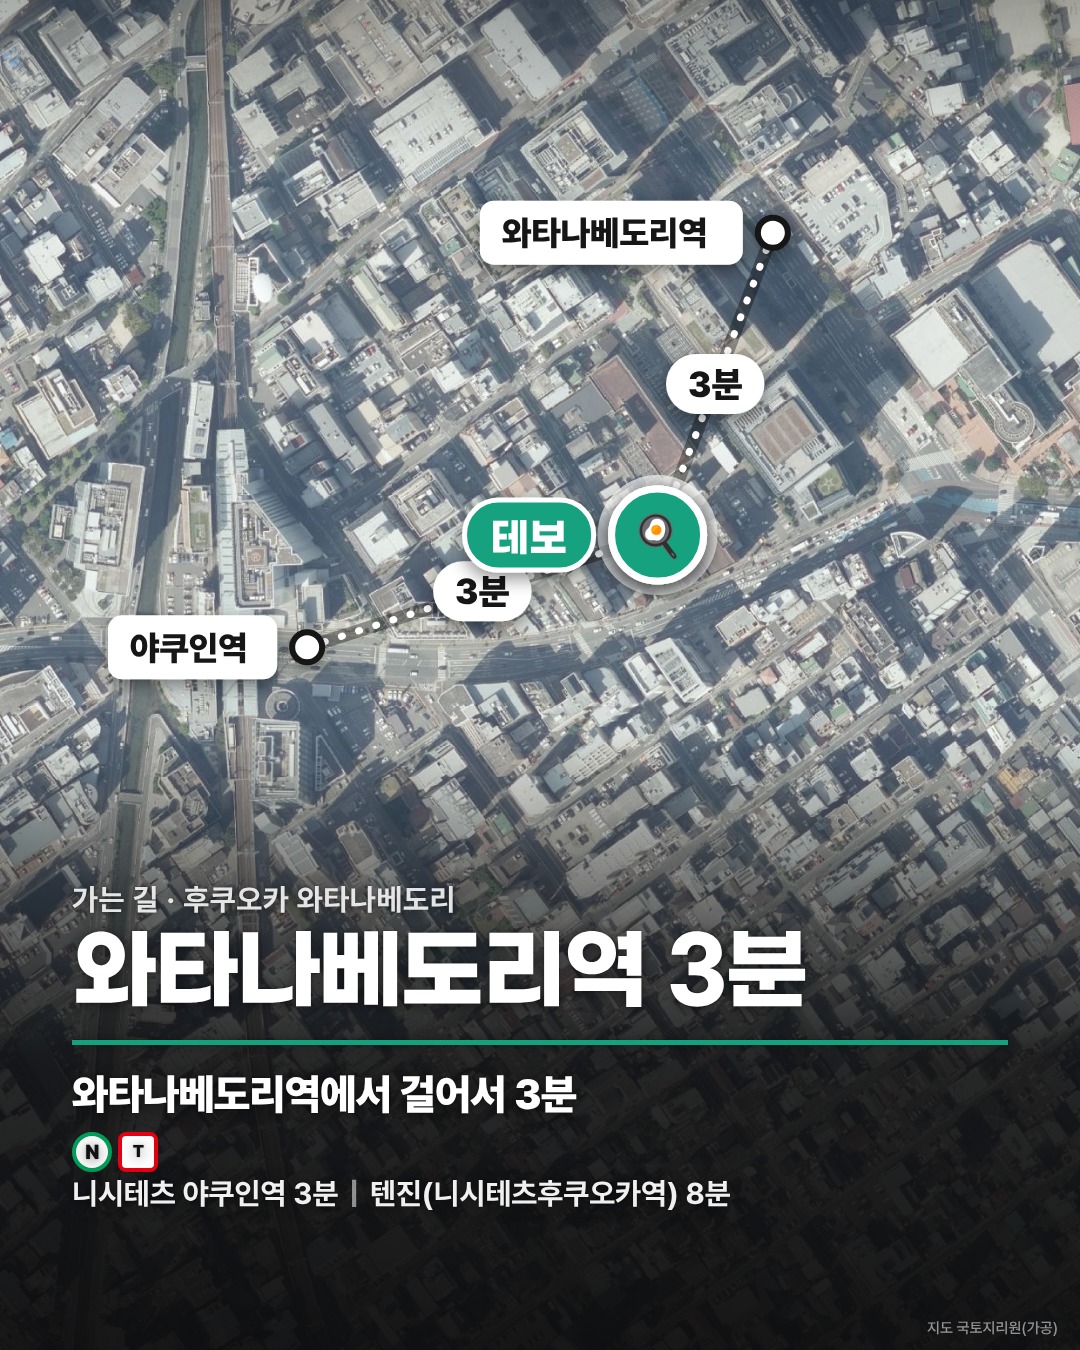 와타나베도리역
3분
테보
3분
야쿠인역
가는 길 · 후쿠오카 와타나베도리
와타나베도리역 3분
와타나베도리역에서 걸어서 3분
N T
니시테츠 야쿠인역 3분 | 텐진(니시테츠후쿠오카역) 8분
지도 국토지리원(가공)